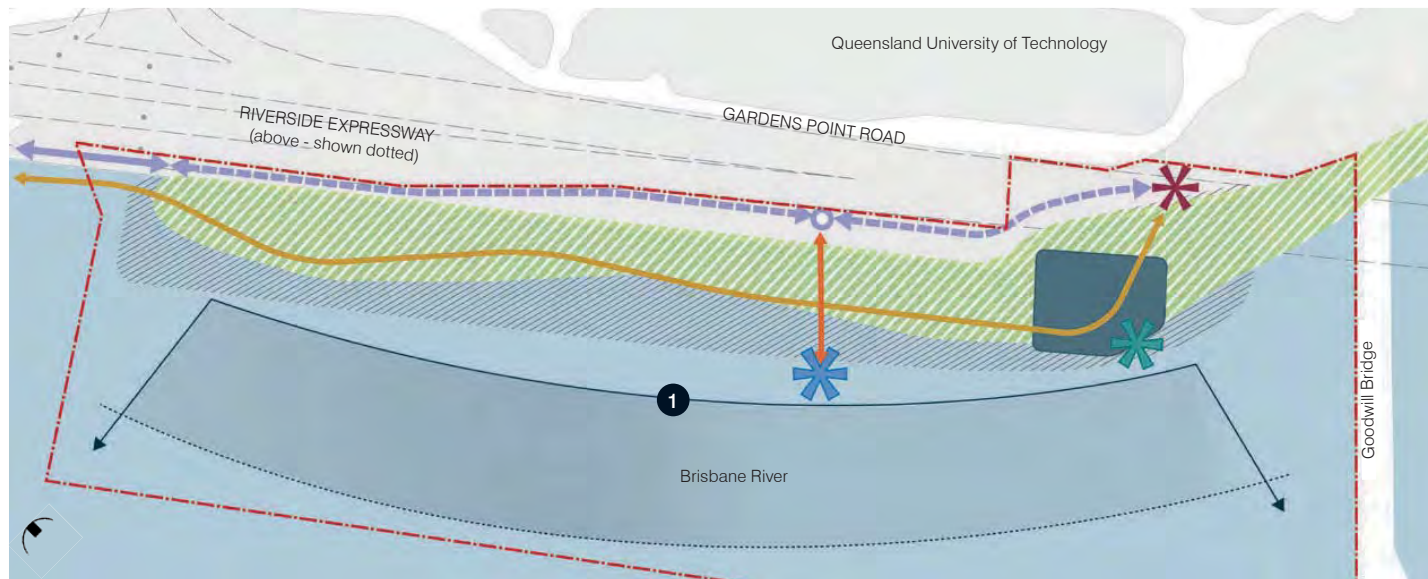 Queensland University of Technology
GARDENS POINT ROAD
RIVERSIDE EXPRESSWAY
(above - shown dotted)
1
Brisbane River
Goodwill Bridge